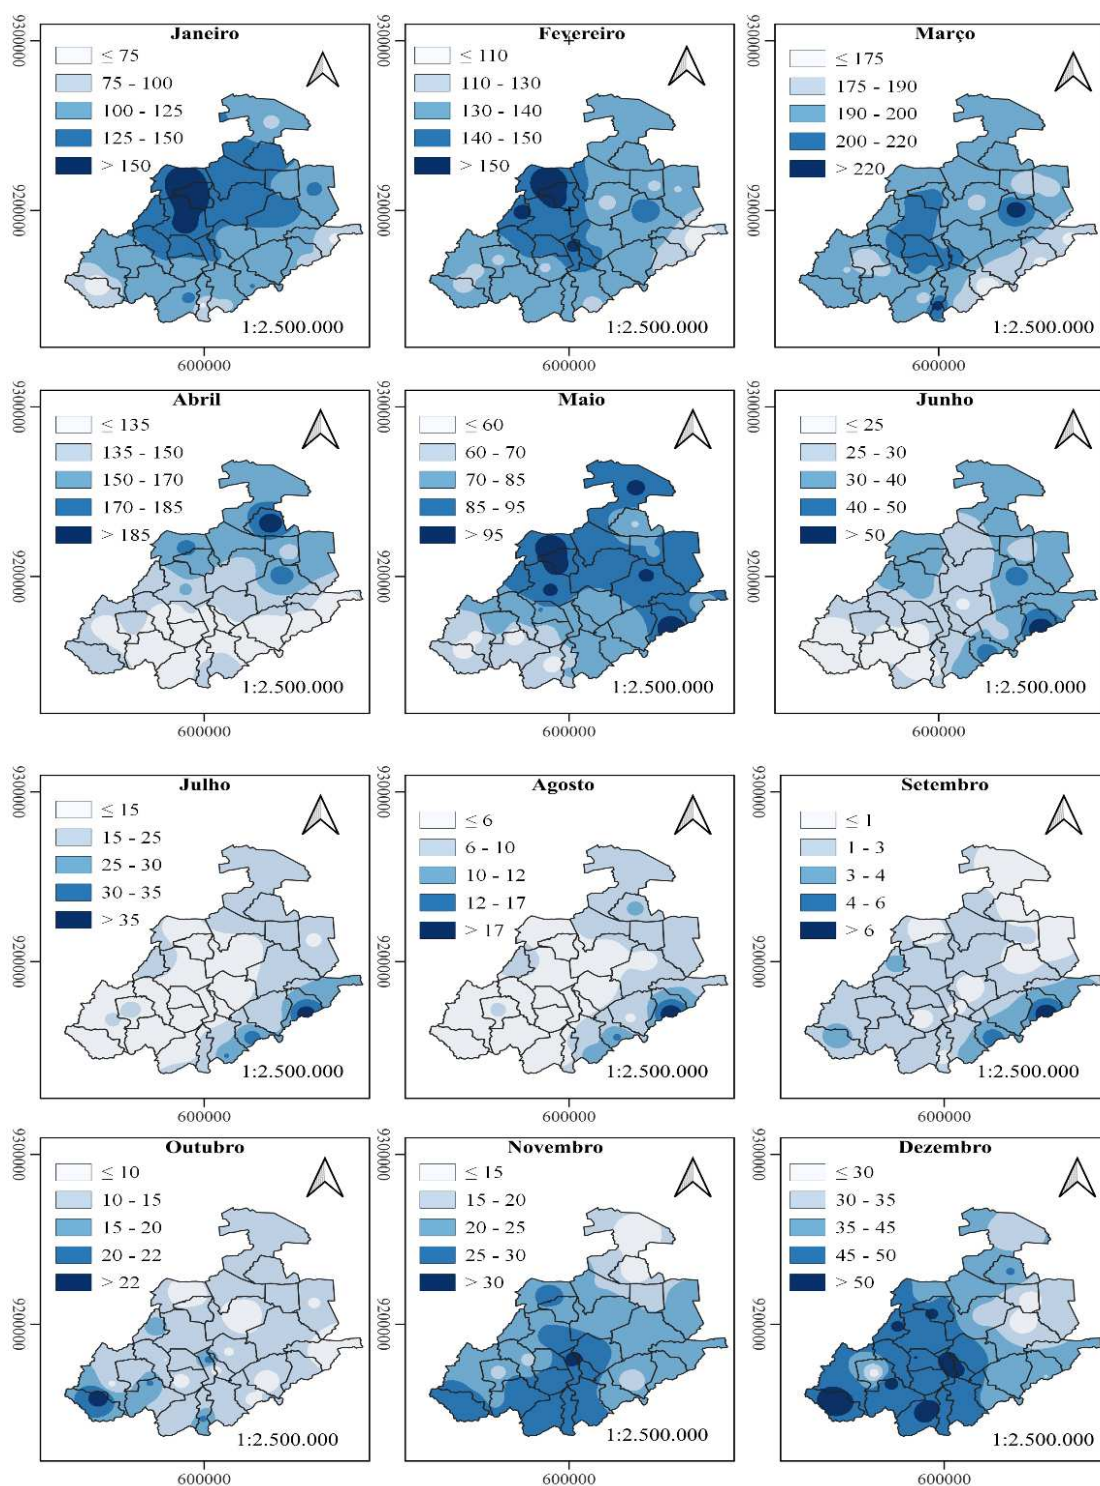 Janeiro
≤ 75
75 - 100
100 - 125
125 - 150
> 150
1:2.500.000
9300000
9200000
600000
Fevereiro
≤ 110
110 - 130
130 - 140
140 - 150
> 150
1:2.500.000
9300000
9200000
600000
Março
≤ 175
175 - 190
190 - 200
200 - 220
> 220
1:2.500.000
9300000
9200000
600000
Abril
≤ 135
135 - 150
150 - 170
170 - 185
> 185
1:2.500.000
9300000
9200000
600000
Maio
≤ 60
60 - 70
70 - 85
85 - 95
> 95
1:2.500.000
9300000
9200000
600000
Junho
≤ 25
25 - 30
30 - 40
40 - 50
> 50
1:2.500.000
9300000
9200000
600000
Julho
≤ 15
15 - 25
25 - 30
30 - 35
> 35
1:2.500.000
9300000
9200000
600000
Agosto
≤ 6
6 - 10
10 - 12
12 - 17
> 17
1:2.500.000
9300000
9200000
600000
Setembro
≤ 1
1 - 3
3 - 4
4 - 6
> 6
1:2.500.000
9300000
9200000
600000
Outubro
≤ 10
10 - 15
15 - 20
20 - 22
> 22
1:2.500.000
9300000
9200000
600000
Novembro
≤ 15
15 - 20
20 - 25
25 - 30
> 30
1:2.500.000
9300000
9200000
600000
Dezembro
≤ 30
30 - 35
35 - 45
45 - 50
> 50
1:2.500.000
9300000
9200000
600000